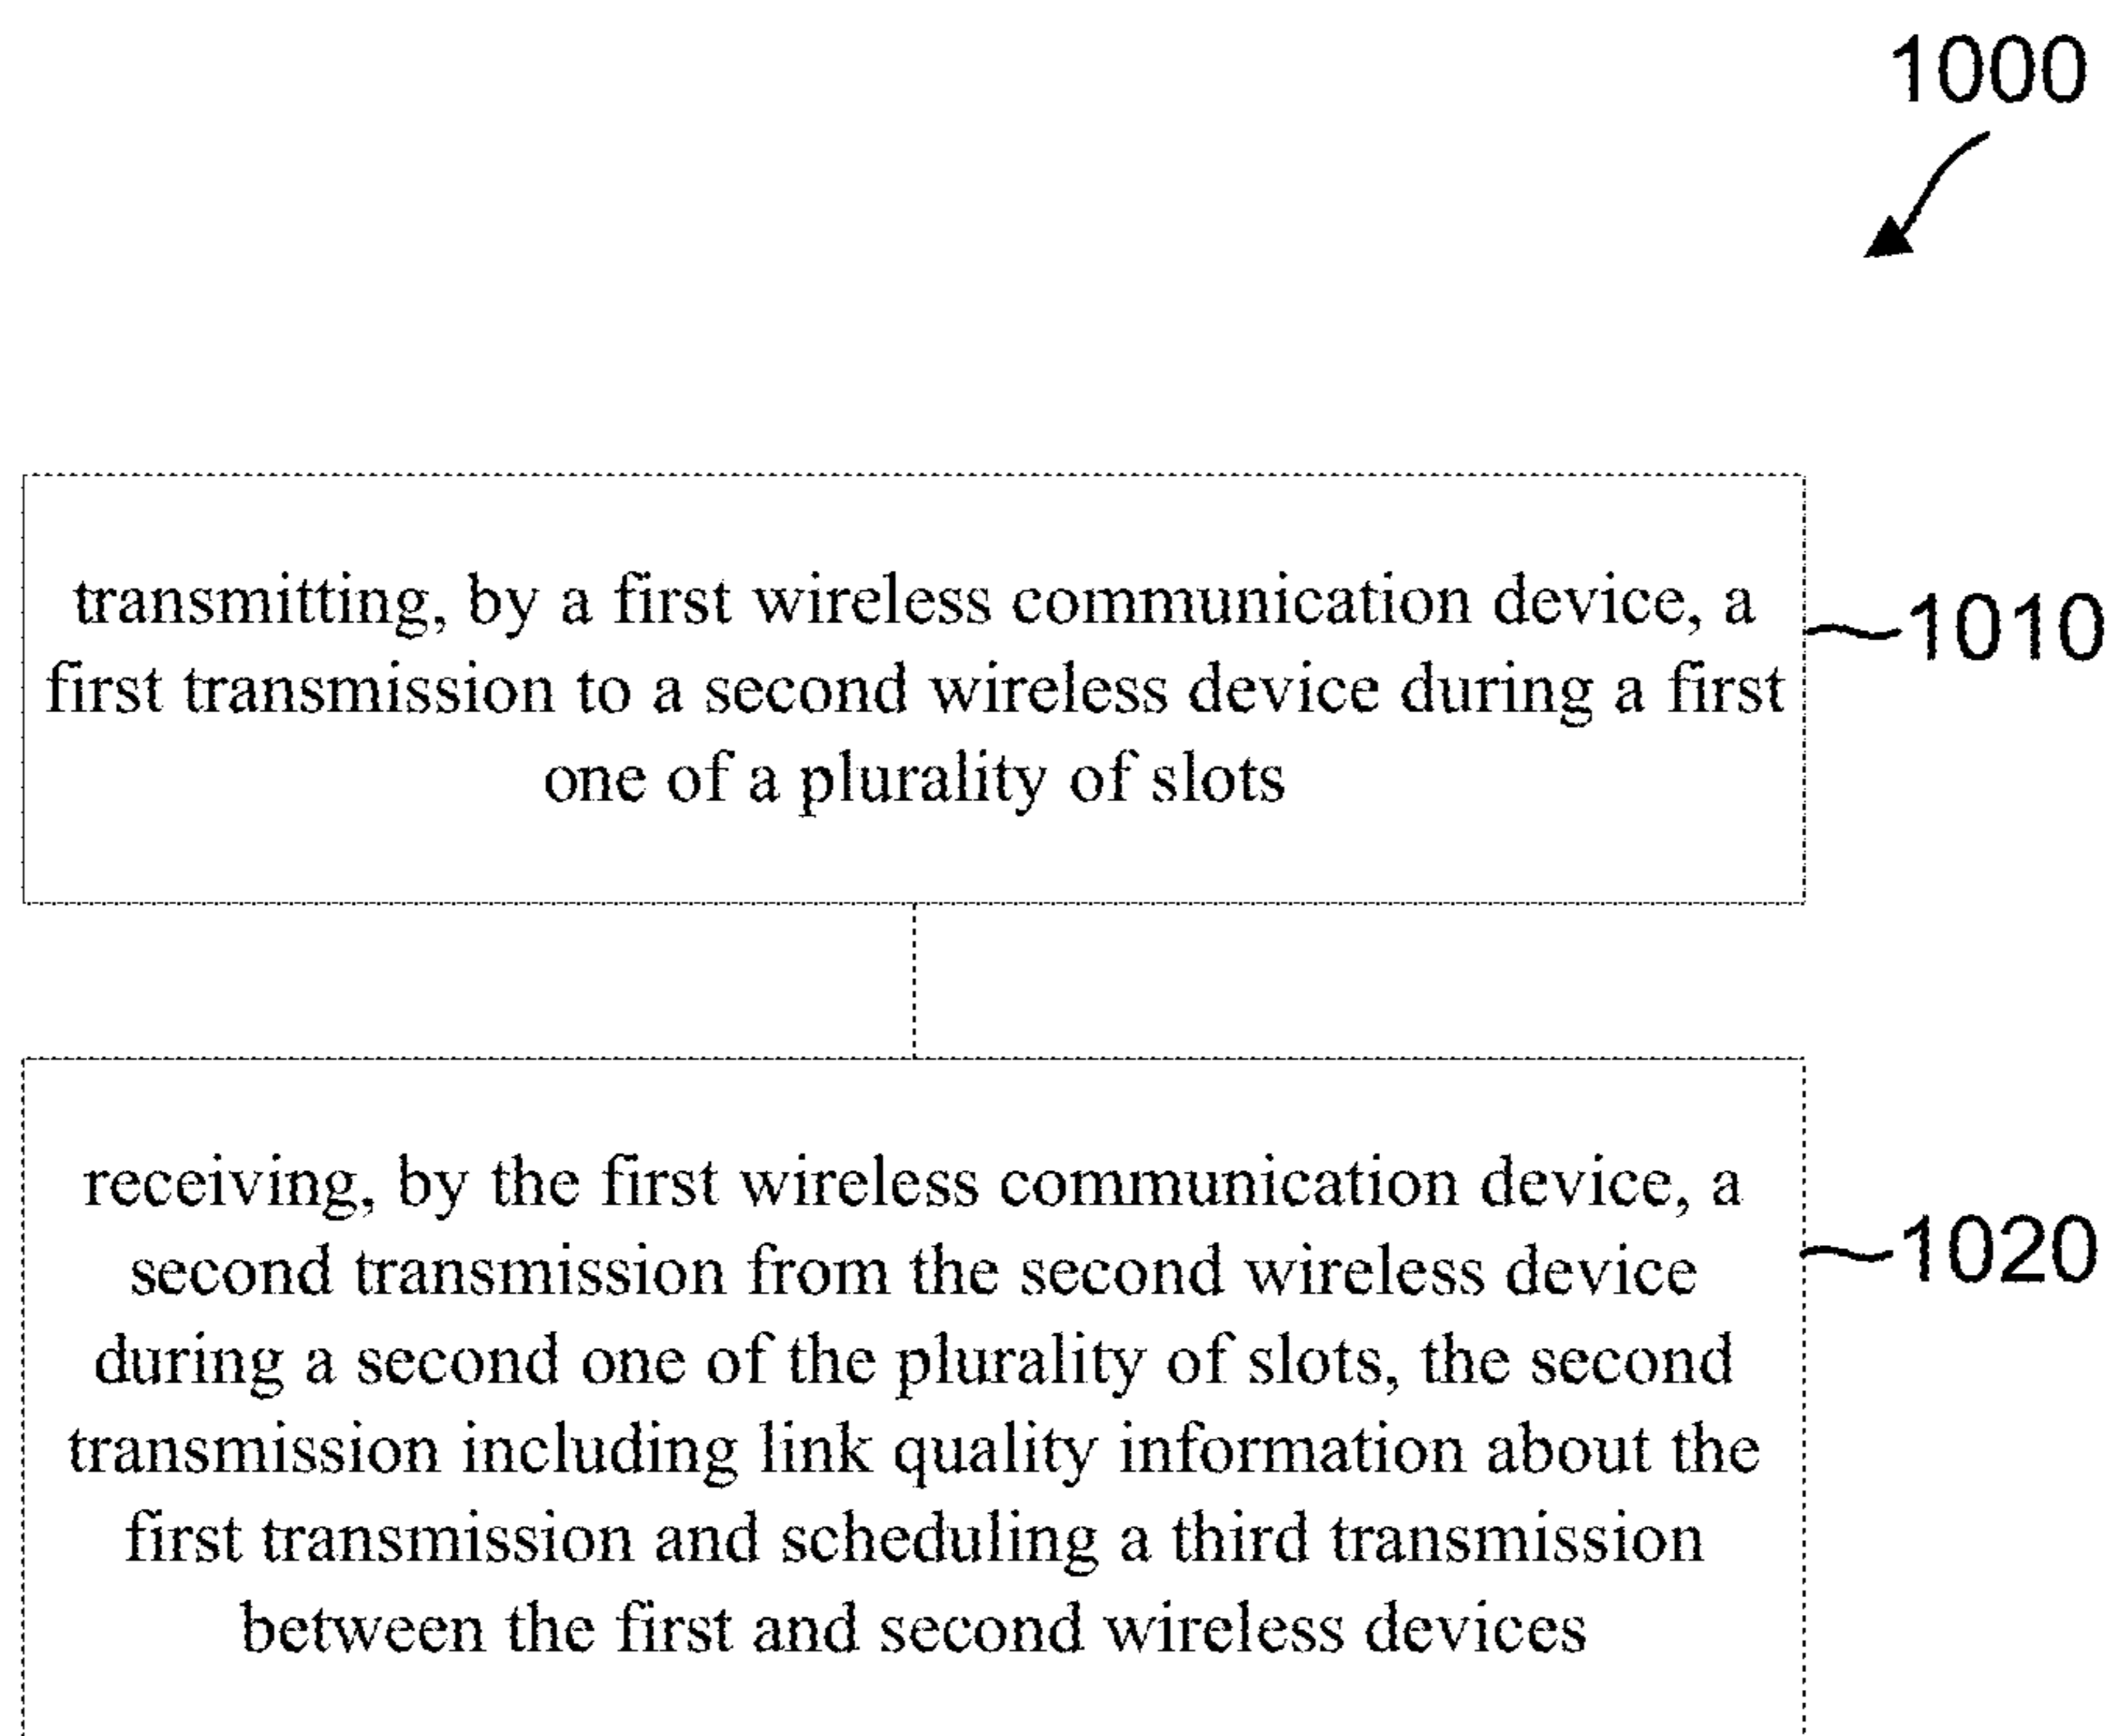 1000
transmitting, by a first wireless communication device, a
first transmission to a second wireless device during a first
one of a plurality of slots
1010
receiving, by the first wireless communication device, a
second transmission from the second wireless device
during a second one of the plurality of slots, the second
transmission including link quality information about the
first transmission and scheduling a third transmission
between the first and second wireless devices
1020